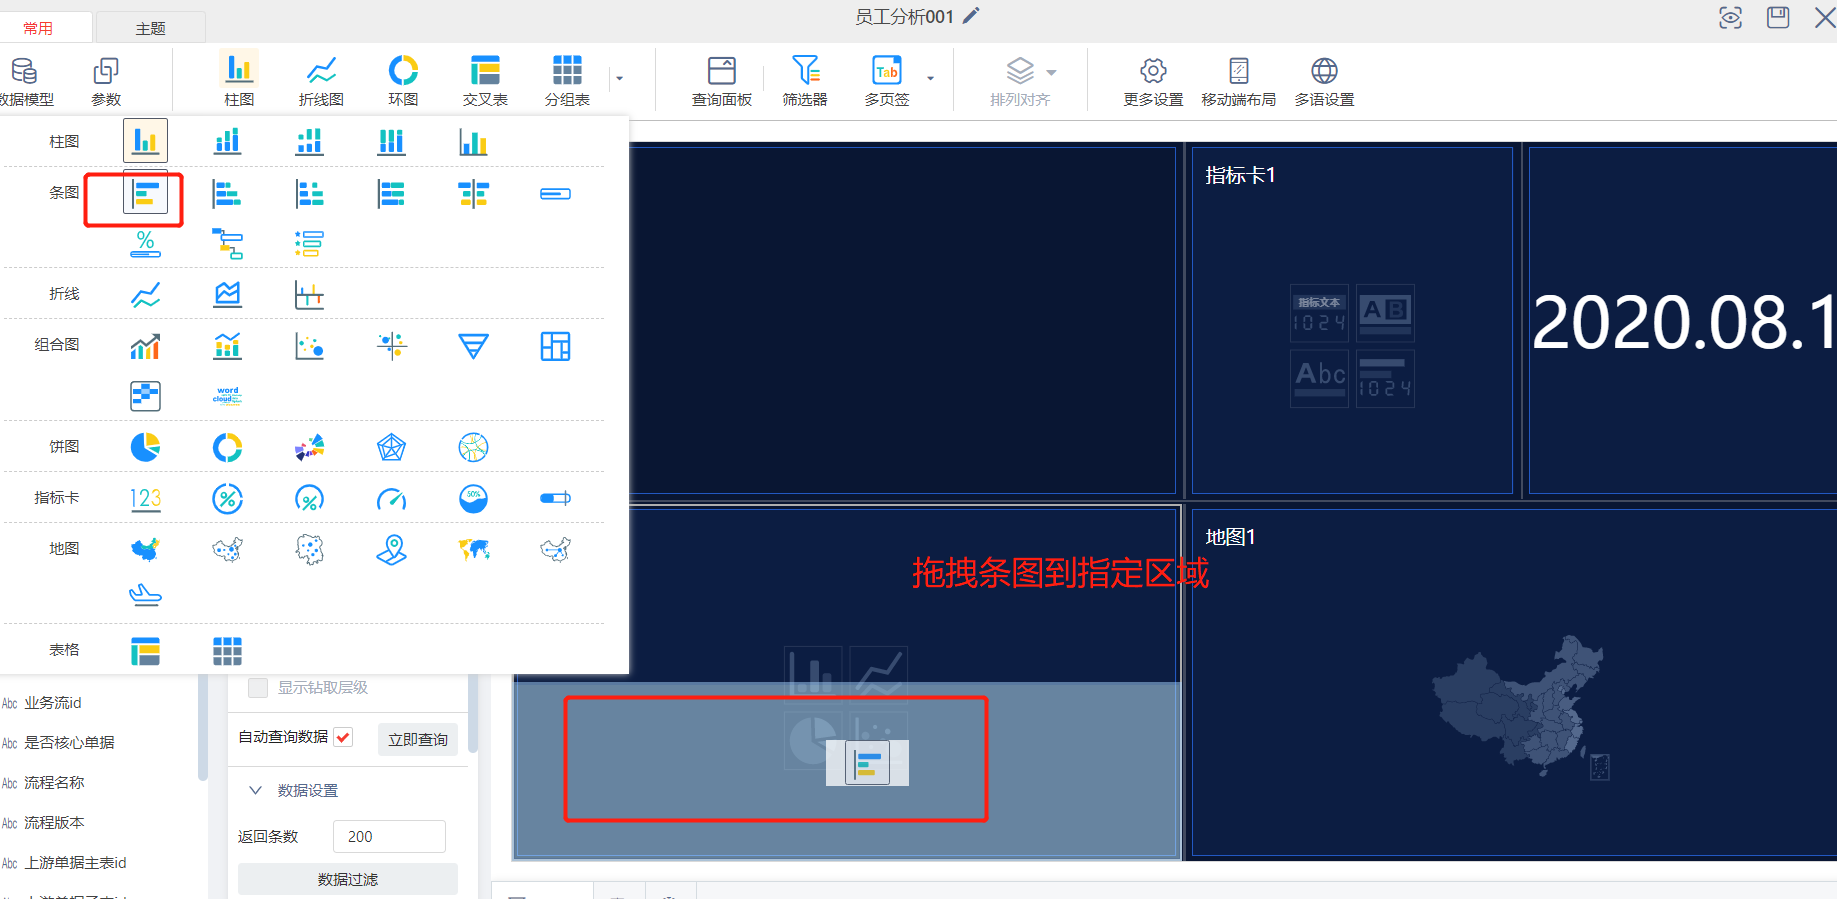 员工分析001
常用
主题
数据模型
参数
柱图
折线图
环图
交叉表
分组表
查询面板
筛选器
Tab
多页签
排列对齐
更多设置
移动端布局
多语设置
柱图
条图
%
折线
组合图
word
cloud
饼图
指标卡
123
%
%
50%
地图
表格
指标卡1
指标文本
1024
AB
Abc
1024
2020.08.1
地图1
拖拽条图到指定区域
Abc 业务流id
Abc 是否核心单据
Abc 流程名称
Abc 流程版本
Abc 上游单据主表id
显示钻取层级
自动查询数据
立即查询
数据设置
返回条数
200
数据过滤